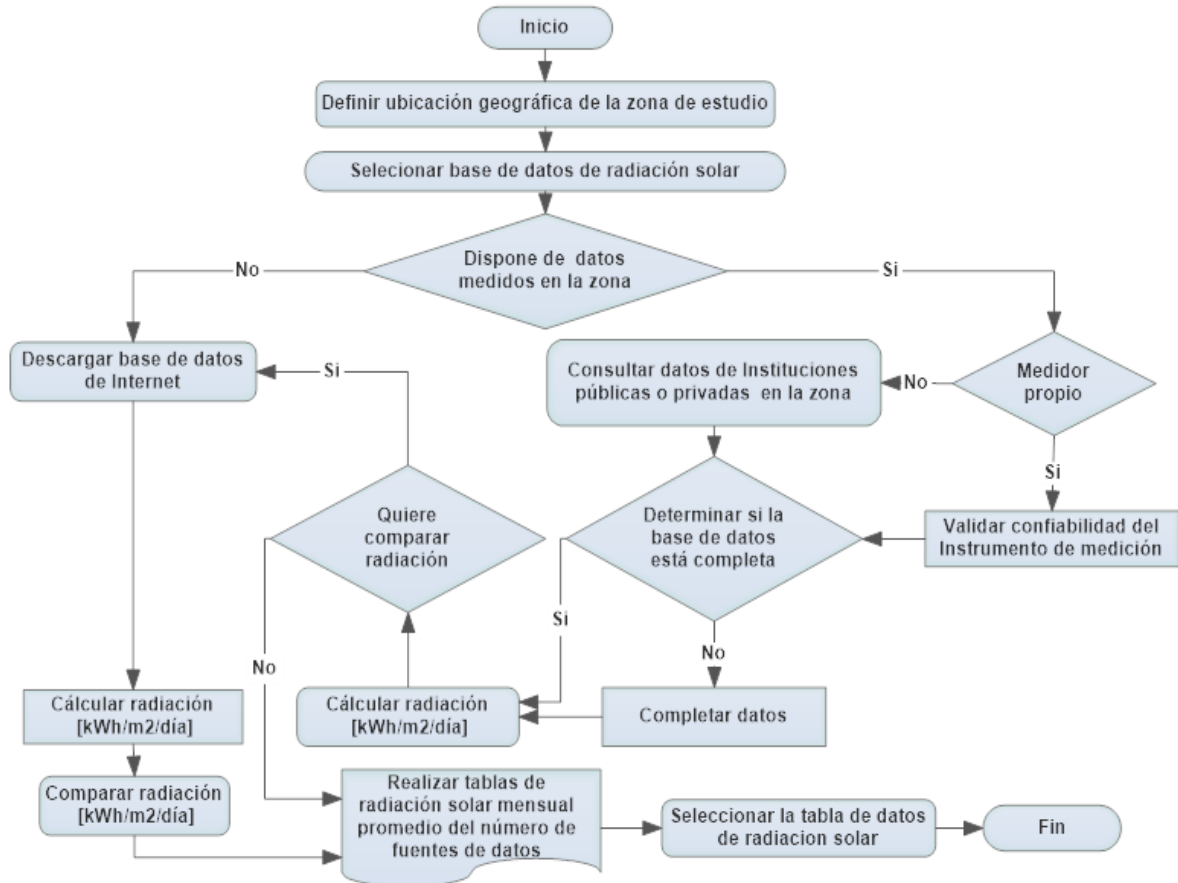 Inicio
Definir ubicación geográfica de la zona de estudio
Selecionar base de datos de radiación solar
Dispone de datos
medidos en la zona
No
Si
Descargar base de datos
de Internet
Si
Consultar datos de Instituciones
públicas o privadas en la zona
No
Medidor
propio
Si
Quiere
comparar
radiación
Determinar si la
base de datos
está completa
Validar confiabilidad del
Instrumento de medición
Si
No
No
Cálcular radiación
[kWh/m2/día]
Cálcular radiación
[kWh/m2/día]
Completar datos
Comparar radiación
[kWh/m2/día]
Realizar tablas de
radiación solar mensual
promedio del número de
fuentes de datos
Seleccionar la tabla de datos
de radiacion solar
Fin